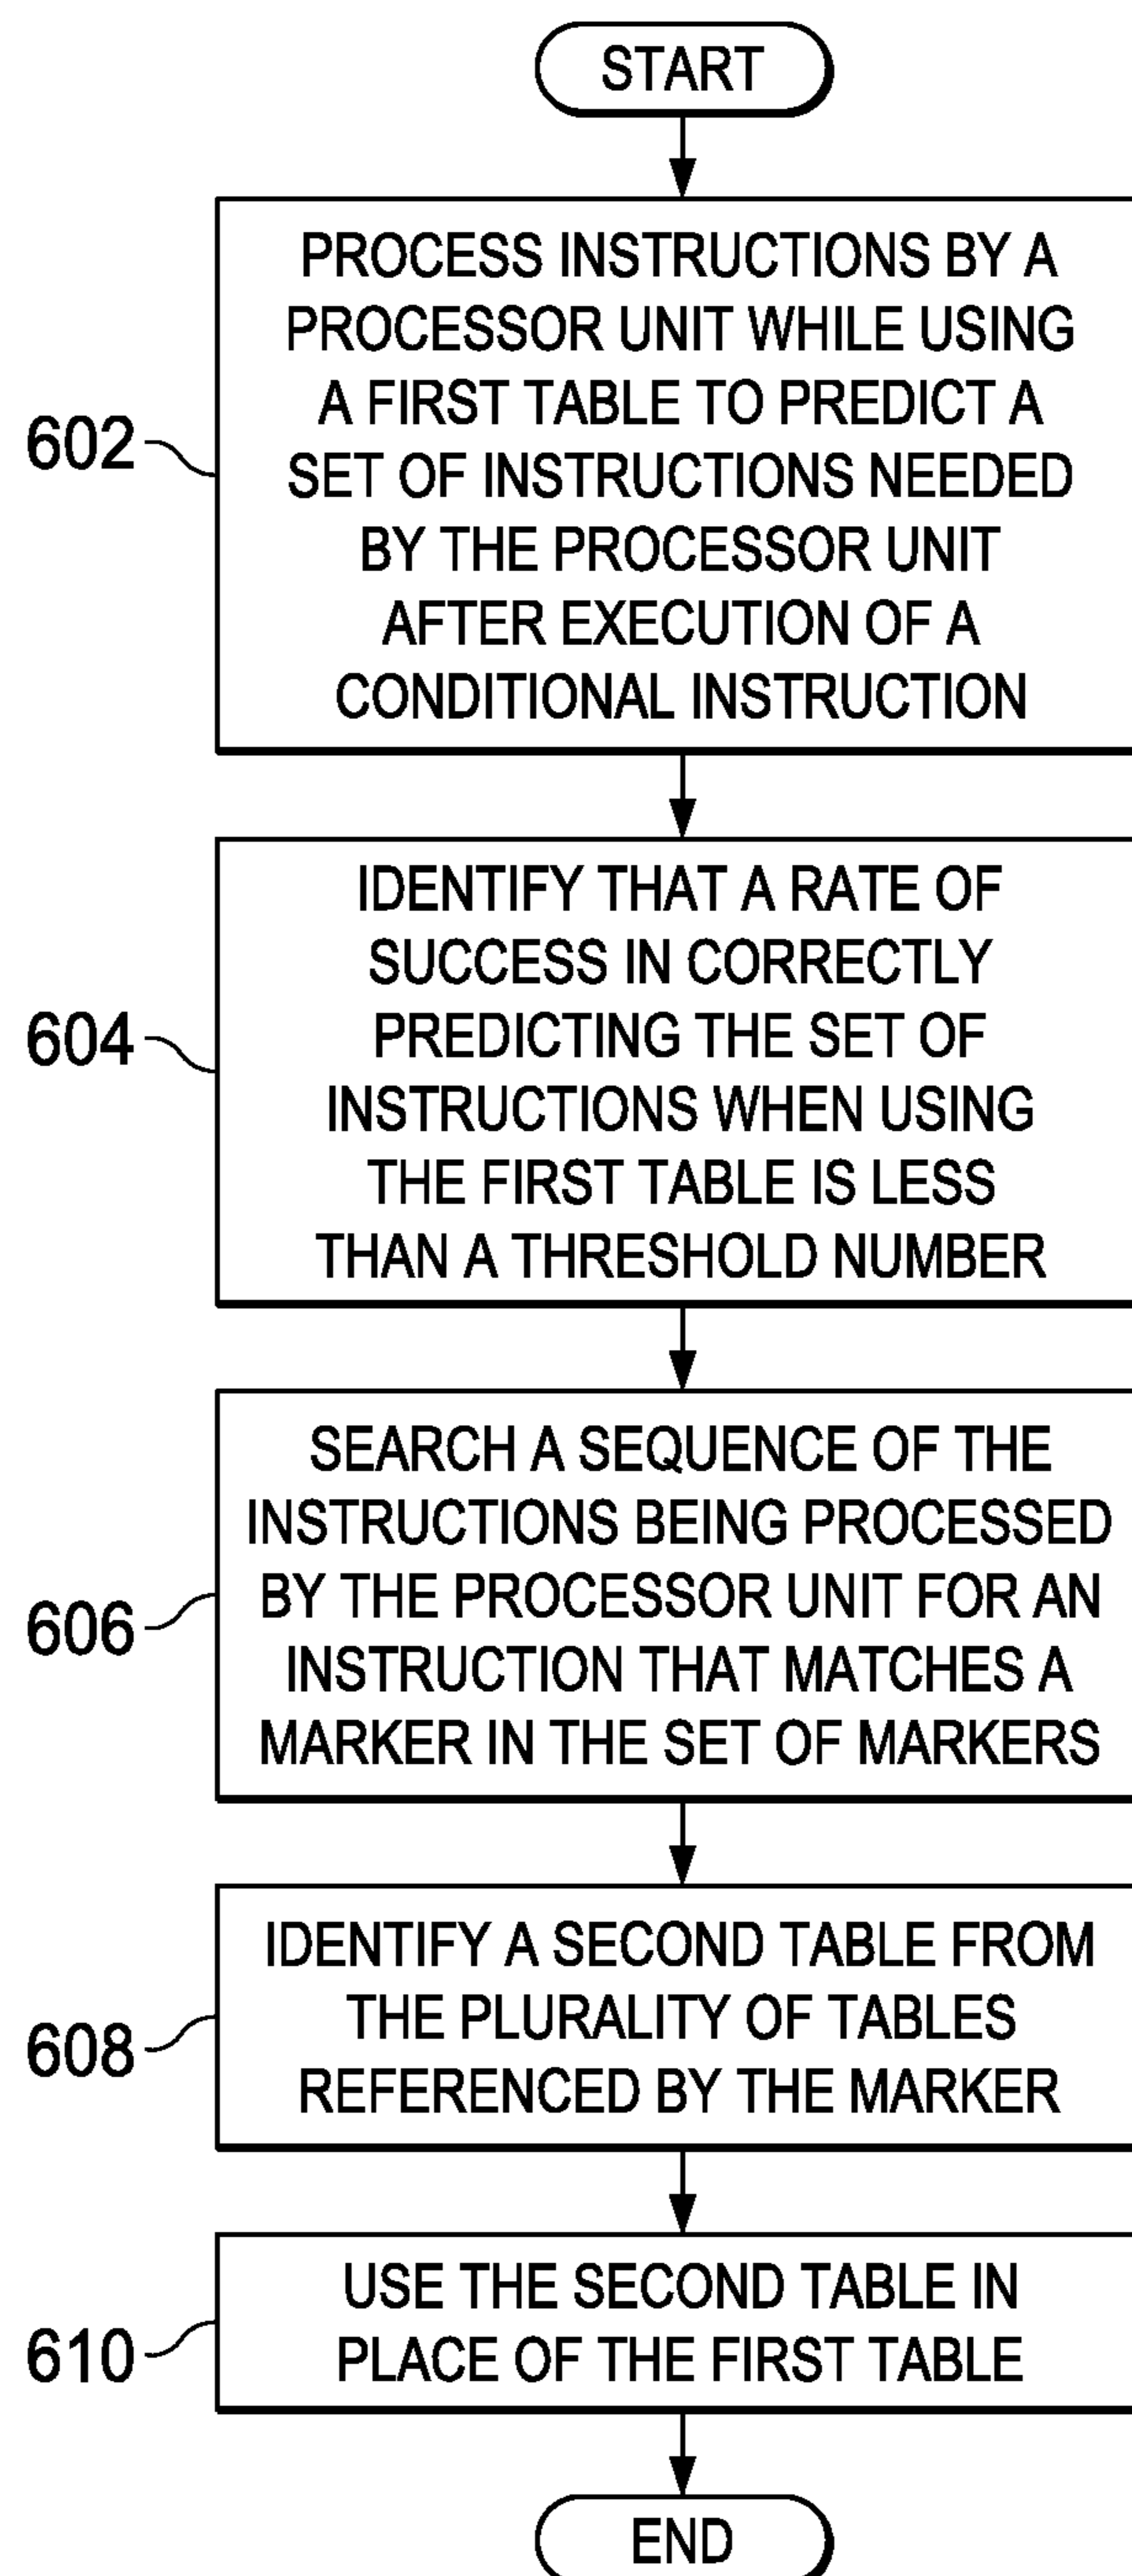 START
PROCESS INSTRUCTIONS BY A
PROCESSOR UNIT WHILE USING
A FIRST TABLE TO PREDICT A
602
SET OF INSTRUCTIONS NEEDED
BY THE PROCESSOR UNIT
AFTER EXECUTION OF A
CONDITIONAL INSTRUCTION
IDENTIFY THAT A RATE OF
SUCCESS IN CORRECTLY
604
PREDICTING THE SET OF
INSTRUCTIONS WHEN USING
THE FIRST TABLE IS LESS
THAN A THRESHOLD NUMBER
SEARCH A SEQUENCE OF THE
INSTRUCTIONS BEING PROCESSED
606
BY THE PROCESSOR UNIT FOR AN
INSTRUCTION THAT MATCHES A
MARKER IN THE SET OF MARKERS
IDENTIFY A SECOND TABLE FROM
608
THE PLURALITY OF TABLES
REFERENCED BY THE MARKER
610
USE THE SECOND TABLE IN
PLACE OF THE FIRST TABLE
END